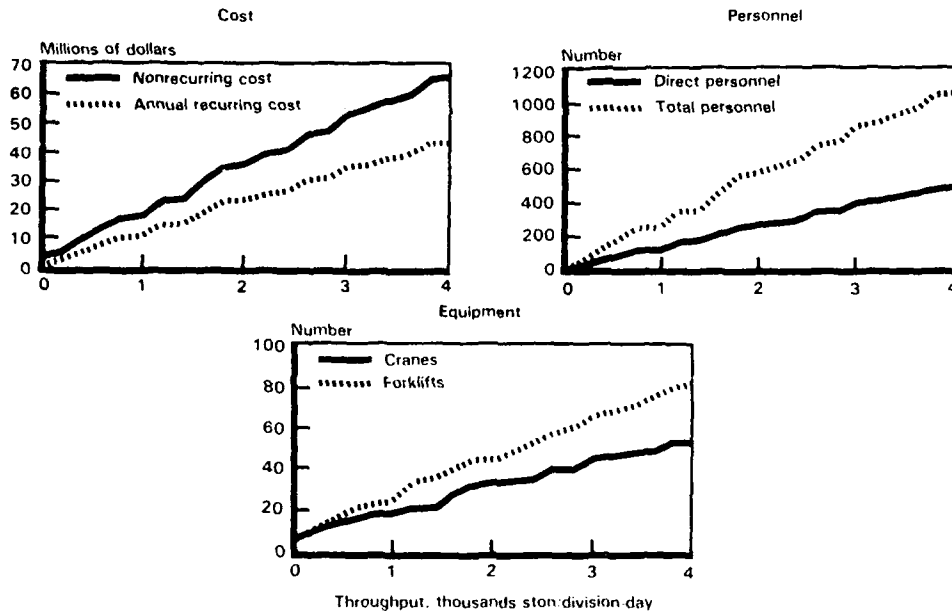 Cost
Millions of dollars
70
60
50
40
30
20
10
0
Nonrecurring cost
Annual recurring cost
0 1 2 3 4
Personnel
Number
1200
1000
800
600
400
200
0
Direct personnel
Total personnel
0 1 2 3 4
Equipment
Number
100
80
60
40
20
0
Cranes
Forklifts
0 1 2 3 4
Throughput, thousands ston/division-day